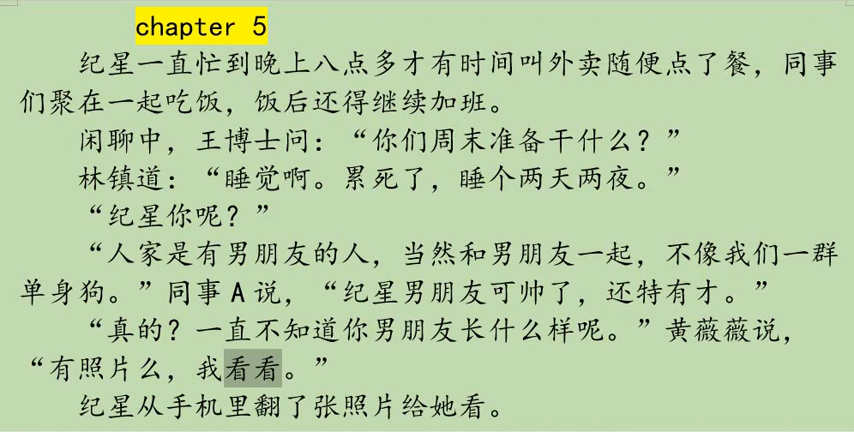 chapter 5
纪星一直忙到晚上八点多才有时间叫外卖随便点了餐，同事
们聚在一起吃饭，饭后还得继续加班。
闲聊中，王博士问：“你们周末准备干什么？”
林镇道：“睡觉啊。累死了，睡个两天两夜。”
“纪星你呢？”
“人家是有男朋友的人，当然和男朋友一起，不像我们一群
单身狗。”同事 A 说，“纪星男朋友可帅了，还特有才。”
“真的？一直不知道你男朋友长什么样呢。”黄薇薇说，
“有照片么，我看看。”
纪星从手机里翻了张照片给她看。